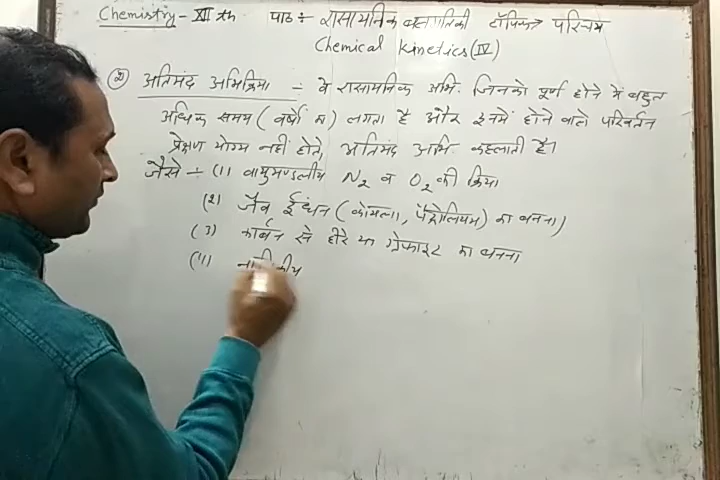 Chemistry - XII th पाठ ÷ रासायनिक बलगतिकी टॉपिक→ परिचय
Chemical Kinetics (IV)
(2) अतिमंद अभिक्रिया ÷ वे रासायनिक अभि. जिनको पूर्ण होने में बहुत
अधिक समय (वर्षों का) लगता है और इनमें होने वाले परिवर्तन
प्रेक्षण योग्य नहीं होते, अतिमंद अभि कहलाती है।
जैसे ÷ (1) वायुमण्डलीय N2 व O2 की क्रिया
(2) जैव ईंधन (कोयला, पेट्रोलियम) का बनना)
(3) कार्बन से हीरे या ग्रेफाइट का बनना